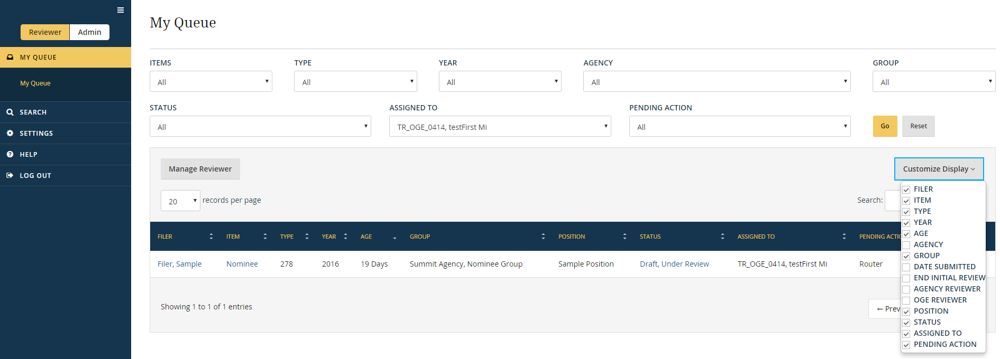 Reviewer Admin
MY QUEUE
My Queue
SEARCH
SETTINGS
HELP
LOG OUT
My Queue
ITEMS TYPE YEAR AGENCY GROUP
All All All All All
STATUS ASSIGNED TO PENDING ACTION
All TR_OGE_0414, testFirst Mi All Go Reset
Manage Reviewer Customize Display
20 records per page Search:
FILER
ITEM
TYPE
YEAR
AGE
AGENCY
GROUP
DATE SUBMITTED
END INITIAL REVIEW
AGENCY REVIEWER
OGE REVIEWER
POSITION
STATUS
ASSIGNED TO
PENDING ACTION
FILER ITEM TYPE YEAR AGE GROUP POSITION STATUS ASSIGNED TO PENDING ACTIO
Filer, Sample Nominee 278 2016 19 Days Summit Agency, Nominee Group Sample Position Draft, Under Review TR_OGE_0414, testFirst Mi Router
Showing 1 to 1 of 1 entries ← Prev